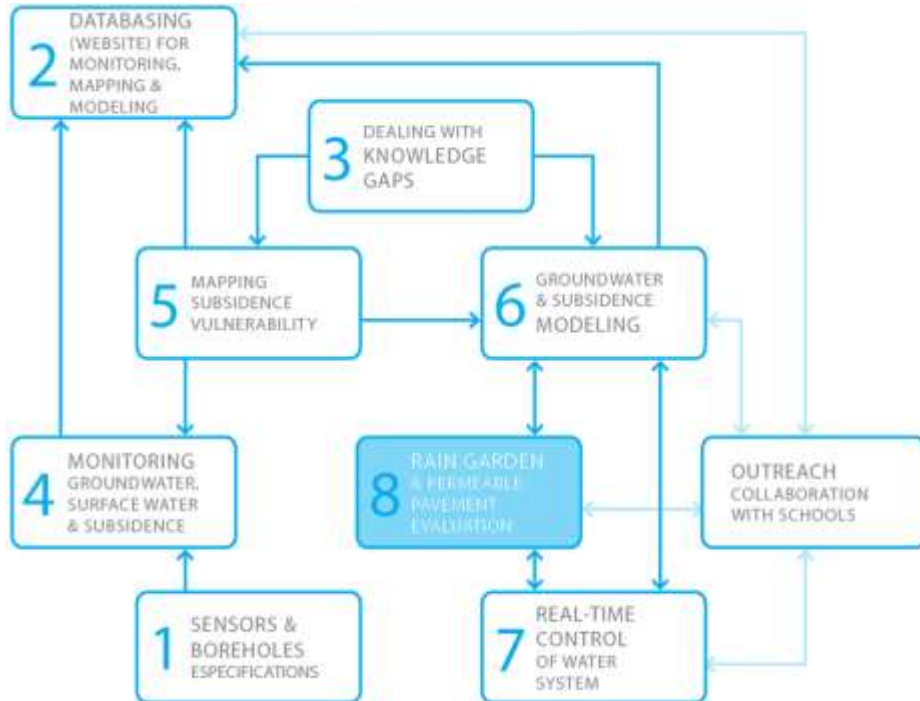 2
DATABASING
(WEBSITE) FOR
MONITORING,
MAPPING &
MODELING
3
DEALING WITH
KNOWLEDGE
GAPS
5
MAPPING
SUBSIDENCE
VULNERABILITY
6
GROUNDWATER
& SUBSIDENCE
MODELING
4
MONITORING
GROUNDWATER,
SURFACE WATER
& SUBSIDENCE
8
RAIN GARDEN
& PERMEABLE
PAVEMENT
EVALUATION
OUTREACH
COLLABORATION
WITH SCHOOLS
1
SENSORS &
BOREHOLES
ESPECIFICATIONS
7
REAL-TIME
CONTROL
OF WATER
SYSTEM